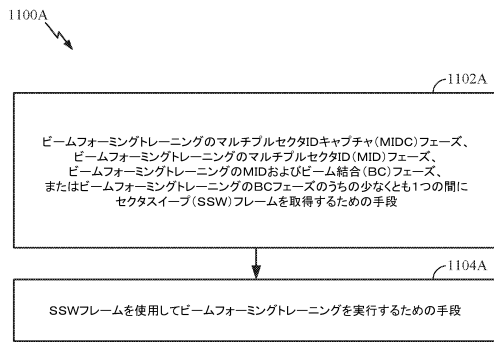 1100A
1102A
ビームフォーミングトレーニングのマルチプルセクタIDキャプチャ(MIDC)フェーズ、
ビームフォーミングトレーニングのマルチプルセクタID(MID)フェーズ、
ビームフォーミングトレーニングのMIDおよびビーム結合(BC)フェーズ、
またはビームフォーミングトレーニングのBCフェーズのうちの少なくとも1つの間に
セクタスイープ(SSW)フレームを取得するための手段
1104A
SSWフレームを使用してビームフォーミングトレーニングを実行するための手段